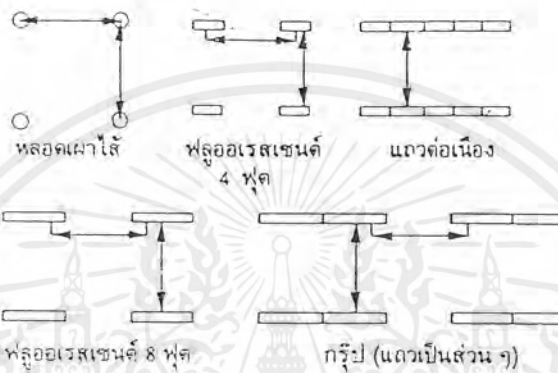 หลอดเผาไส้
ฟลูออเรสเซนต์
4 ฟุต
แถวต่อเนื่อง
ฟลูออเรสเซนต์ 8 ฟุต
กรุ๊ป (แถวเป็นส่วน ๆ)